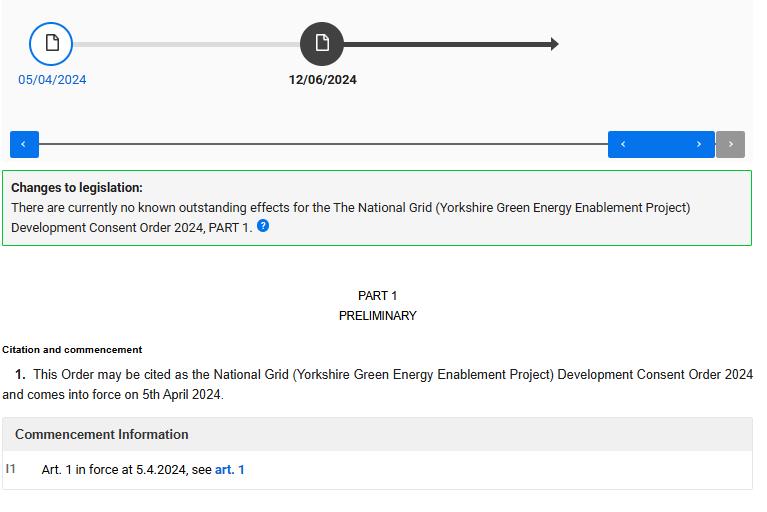 05/04/2024
12/06/2024
Changes to legislation:
There are currently no known outstanding effects for the The National Grid (Yorkshire Green Energy Enablement Project)
Development Consent Order 2024, PART 1. ?
PART 1
PRELIMINARY
Citation and commencement
1. This Order may be cited as the National Grid (Yorkshire Green Energy Enablement Project) Development Consent Order 2024
and comes into force on 5th April 2024.
Commencement Information
I1 Art. 1 in force at 5.4.2024, see art. 1